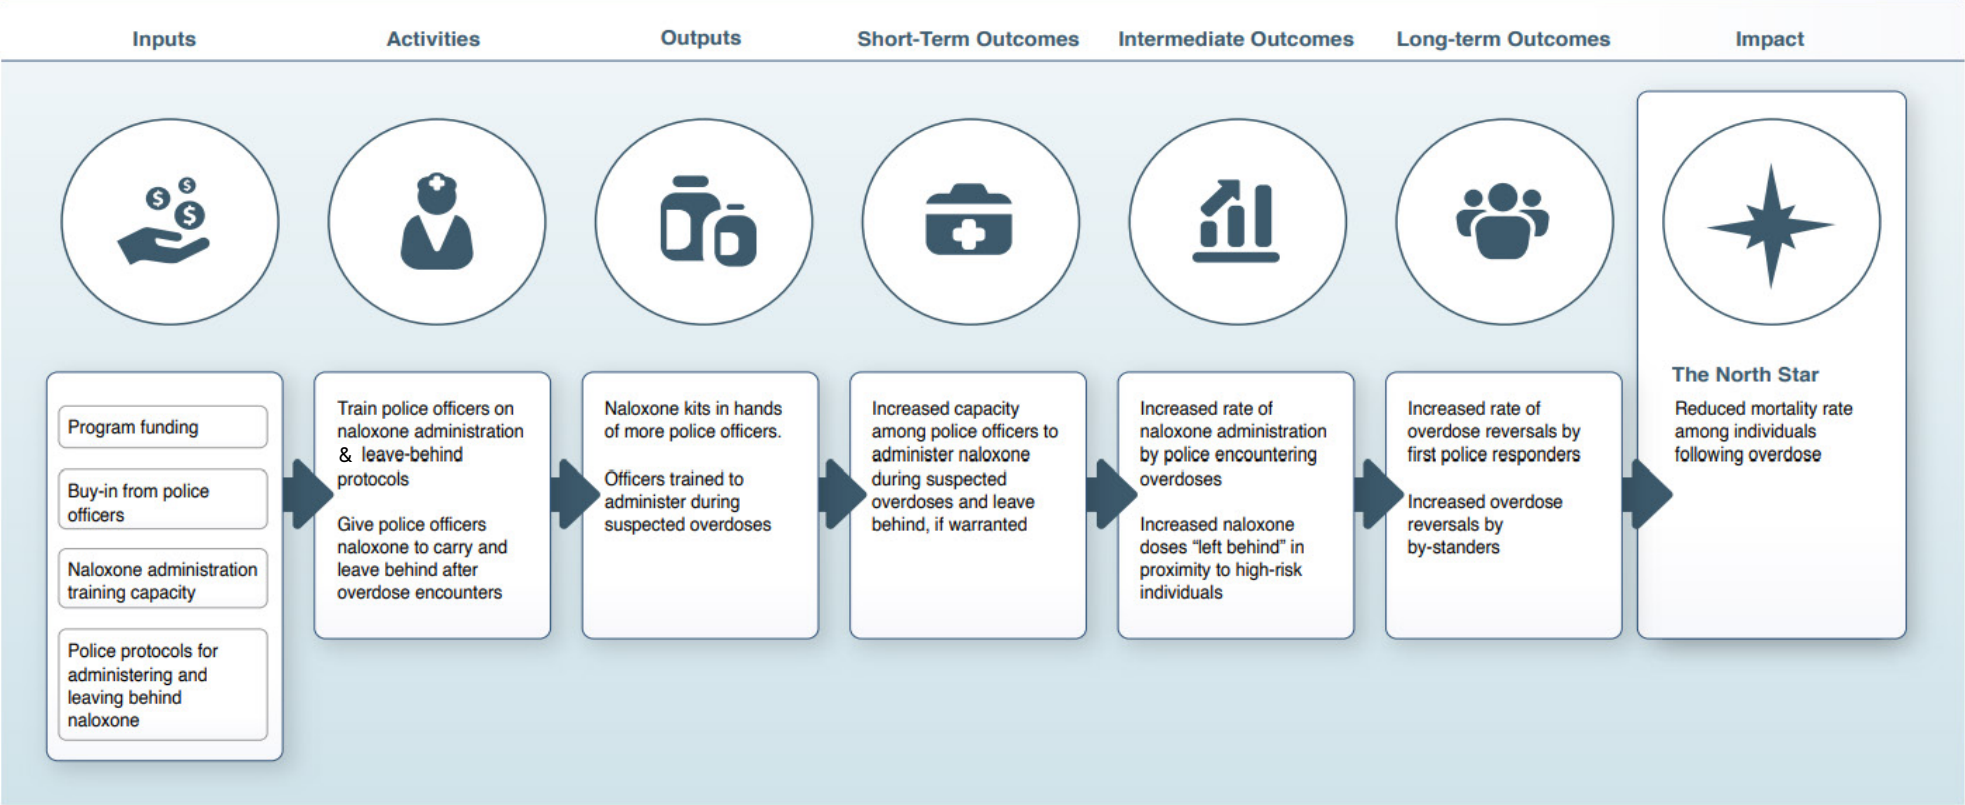 Inputs
Activities
Outputs
Short-Term Outcomes
Intermediate Outcomes
Long-term Outcomes
Impact
$
$
$
Program funding
Buy-in from police
officers
Naloxone administration
training capacity
Police protocols for
administering and
leaving behind
naloxone
Train police officers on
naloxone administration
& leave-behind
protocols
Give police officers
naloxone to carry and
leave behind after
overdose encounters
Naloxone kits in hands
of more police officers.
Officers trained to
administer during
suspected overdoses
Increased capacity
among police officers to
administer naloxone
during suspected
overdoses and leave
behind, if warranted
Increased rate of
naloxone administration
by police encountering
overdoses
Increased naloxone
doses “left behind” in
proximity to high-risk
individuals
Increased rate of
overdose reversals by
first police responders
Increased overdose
reversals by
by-standers
The North Star
Reduced mortality rate
among individuals
following overdose